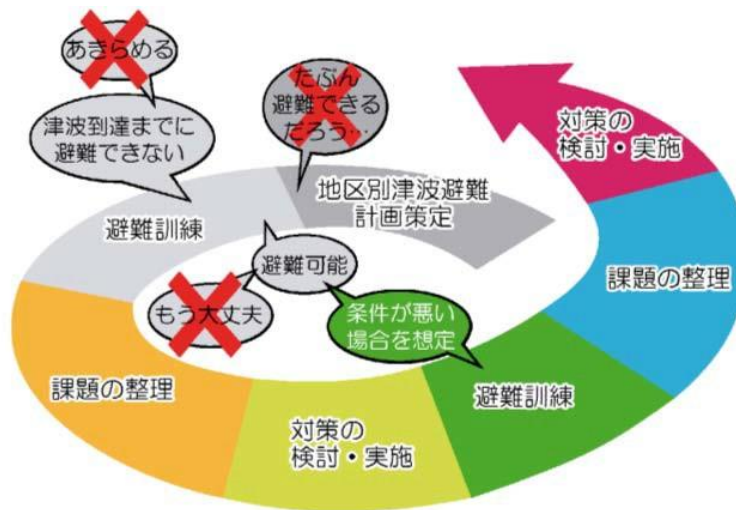 あきらめる
津波到達までに
避難できない
たぶん
避難できる
だろう…
地区別津波避難
計画策定
避難訓練
避難可能
もう大丈夫
条件が悪い
場合を想定
課題の整理
対策の
検討・実施
避難訓練
課題の整理
対策の
検討・実施